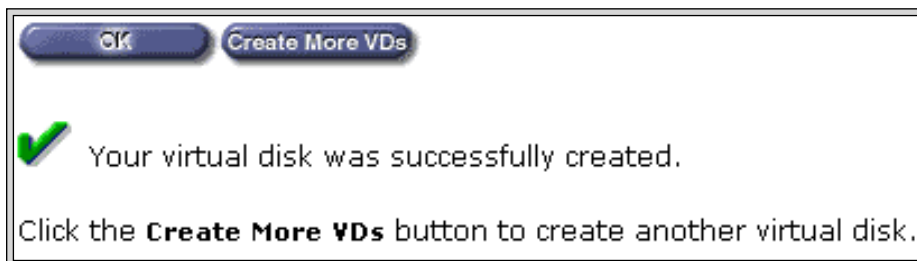 OK Create More VDs
Your virtual disk was successfully created.
Click the Create More VDs button to create another virtual disk.